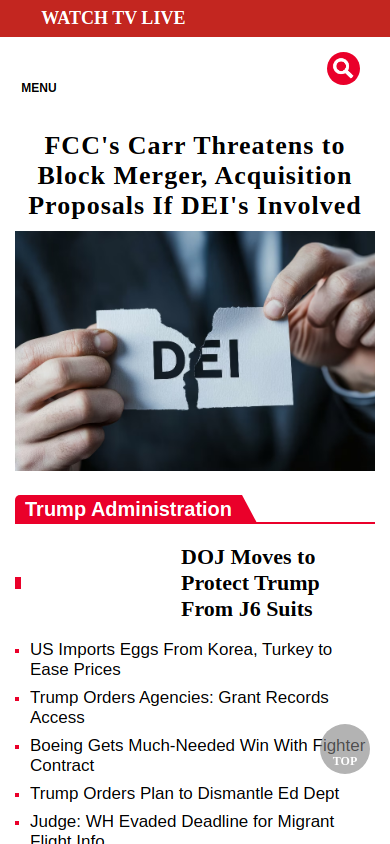 WATCH TV LIVE
MENU
FCC's Carr Threatens to
Block Merger, Acquisition
Proposals If DEI's Involved
DEI
Trump Administration
DOJ Moves to
Protect Trump
From J6 Suits
US Imports Eggs From Korea, Turkey to
Ease Prices
Trump Orders Agencies: Grant Records
Access
Boeing Gets Much-Needed Win With Fighter
Contract
TOP
Trump Orders Plan to Dismantle Ed Dept
Judge: WH Evaded Deadline for Migrant
Flight Info